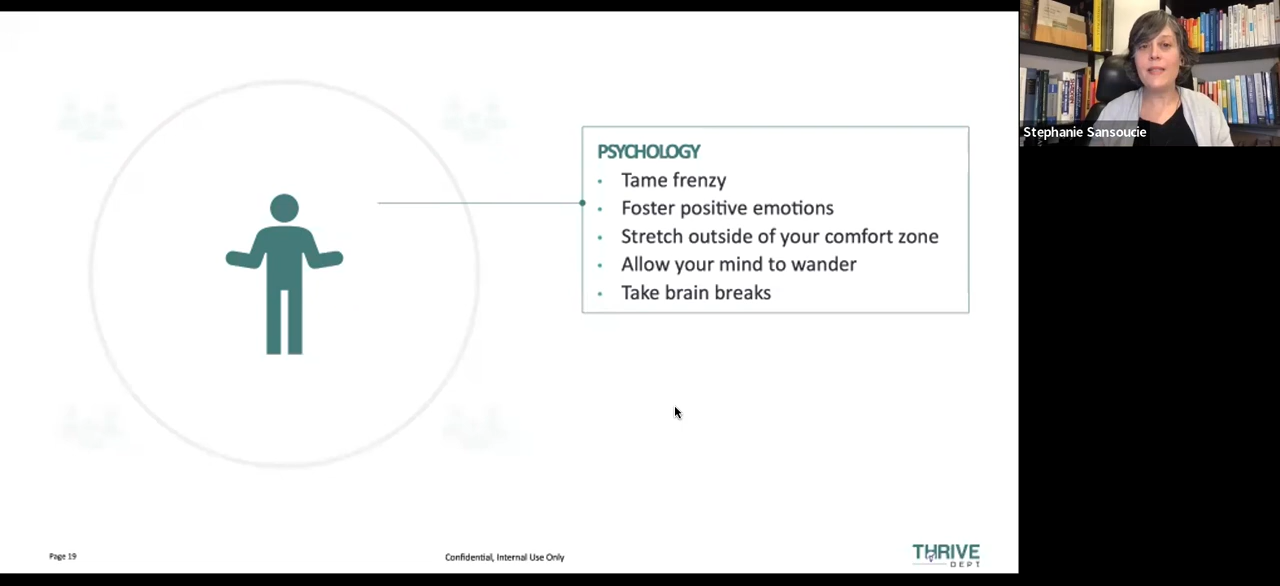 PSYCHOLOGY
• Tame frenzy
• Foster positive emotions
• Stretch outside of your comfort zone
• Allow your mind to wander
• Take brain breaks
Stephanie Sansoucie
Page 19
Confidential, Internal Use Only
THRIVE
DEPT